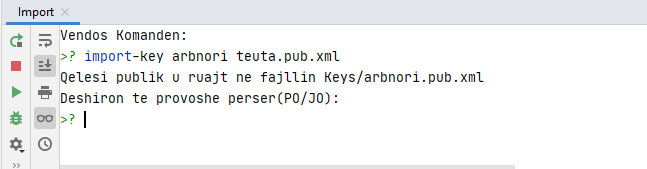 Import
Vendos Komanden:
>? import-key arbnori teuta.pub.xml
Qelesi publik u ruajt ne fajllin Keys/arbnori.pub.xml
Deshiron te provoshe perser(PO/JO):
>?